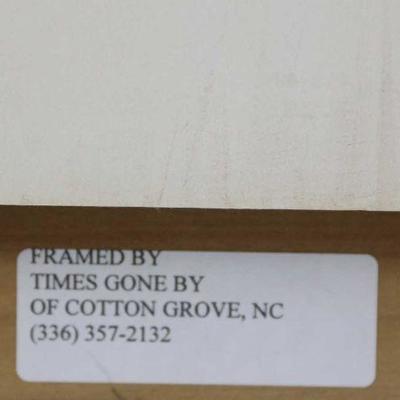 FRAMED BY
TIMES GONE BY
OF COTTON GROVE, NC
(336) 357-2132